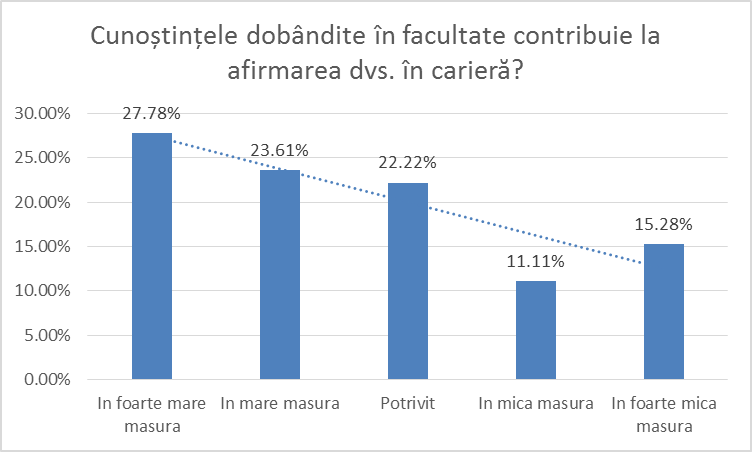 Cunoștințele dobândite în facultate contribuie la
afirmarea dvs. în carieră?
30.00%
25.00%
20.00%
15.00%
10.00%
5.00%
0.00%
27.78%
23.61%
22.22%
11.11%
15.28%
In foarte mare
masura
In mare masura
Potrivit
In mica masura
In foarte mica
masura